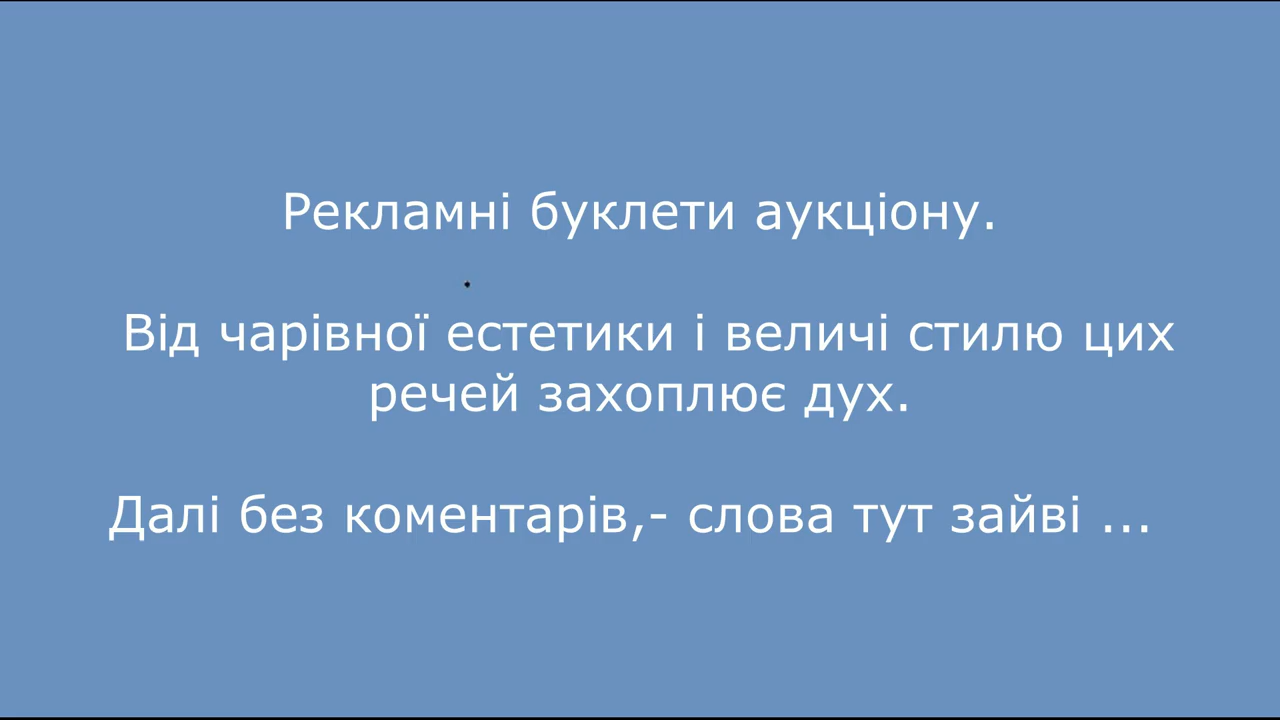 Рекламні буклети аукціону.
Від чарівної естетики і величі стилю цих
речей захоплює дух.
Далі без коментарів,- слова тут зайві ...